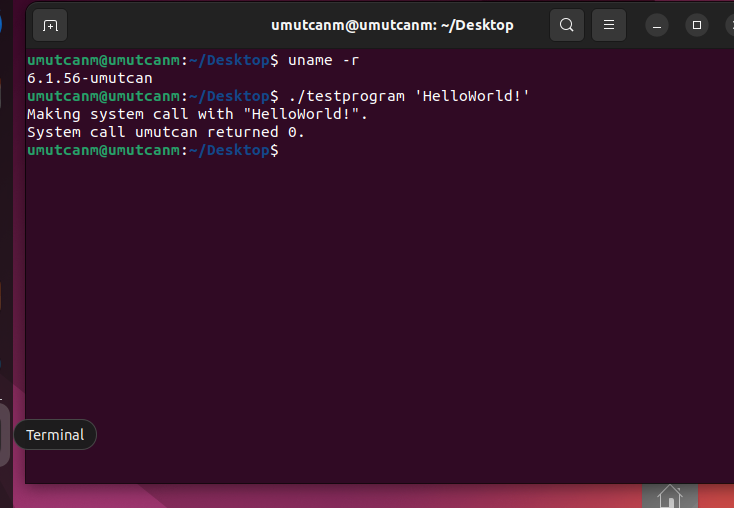 umutcanm@umutcanm: ~/Desktop
umutcanm@umutcanm:~/Desktop$ uname -r
6.1.56-umutcan
umutcanm@umutcanm:~/Desktop$ ./testprogram 'HelloWorld!'
Making system call with "HelloWorld!".
System call umutcan returned 0.
umutcanm@umutcanm:~/Desktop$
Terminal